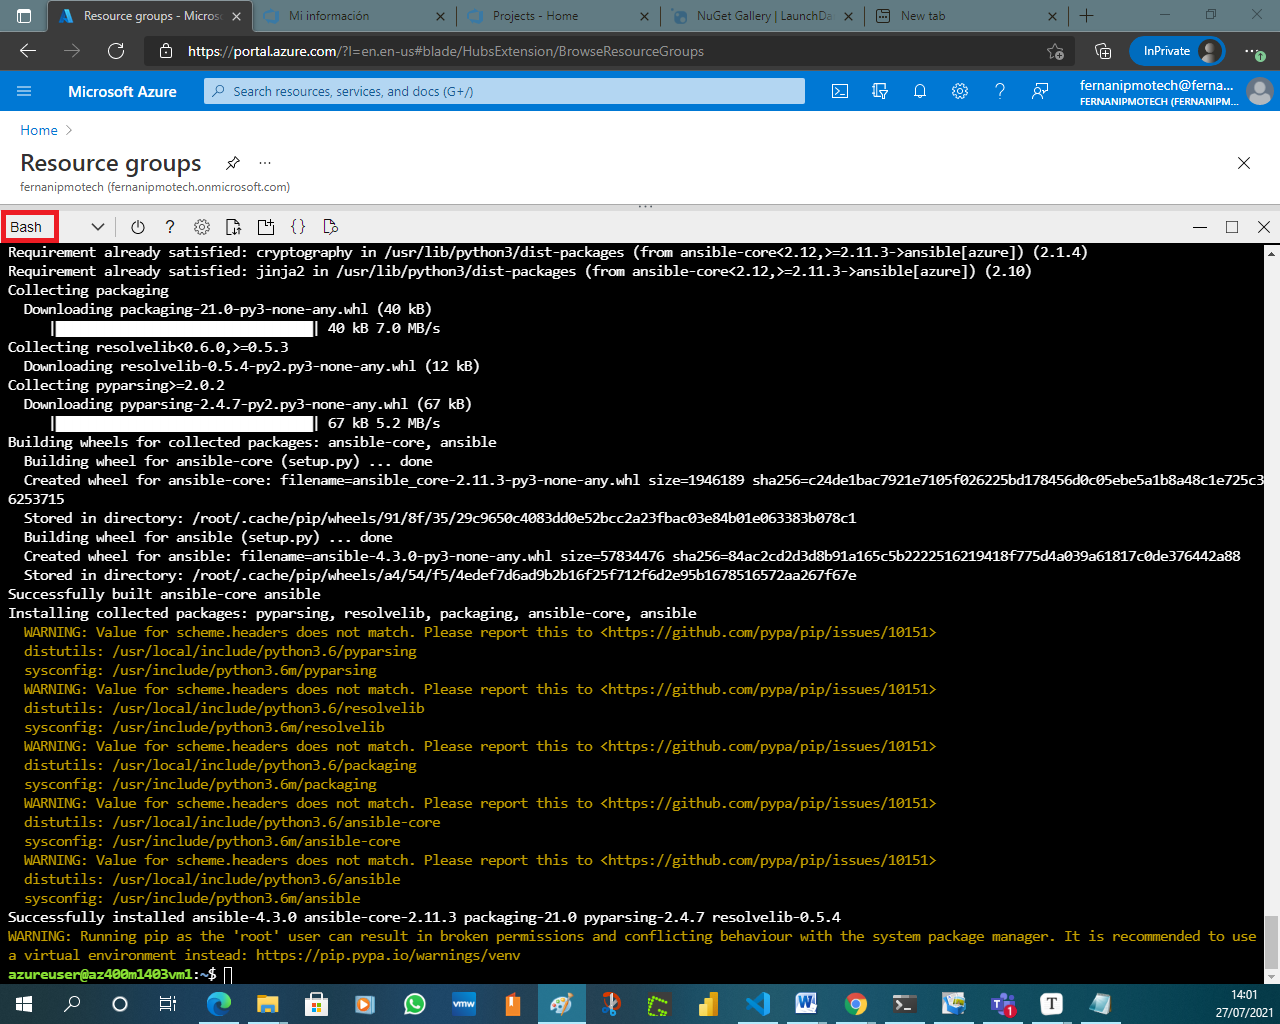 Resource groups - Micros
Mi información
Projects - Home
NuGet Gallery | LaunchDa
New tab
https://portal.azure.com/?l=en.en-us#blade/HubsExtension/BrowseResourceGroups
InPrivate
Microsoft Azure
Search resources, services, and docs (G+/)
fernanipmotech@ferna...
FERNANIPMOTECH (FERNANIPM...
Home
Resource groups
fernanipmotech (fernanipmotech.onmicrosoft.com)
Bash
Requirement already satisfied: cryptography in /usr/lib/python3/dist-packages (from ansible-core<2.12,>=2.11.3->ansible[azure]) (2.1.4)
Requirement already satisfied: jinja2 in /usr/lib/python3/dist-packages (from ansible-core<2.12,>=2.11.3->ansible[azure]) (2.10)
Collecting packaging
Downloading packaging-21.0-py3-none-any.whl (40 kB)
40 kB 7.0 MB/s
Collecting resolvelib<0.6.0,>=0.5.3
Downloading resolvelib-0.5.4-py2.py3-none-any.whl (12 kB)
Collecting pyparsing>=2.0.2
Downloading pyparsing-2.4.7-py2.py3-none-any.whl (67 kB)
67 kB 5.2 MB/s
Building wheels for collected packages: ansible-core, ansible
Building wheel for ansible-core (setup.py) ... done
Created wheel for ansible-core: filename=ansible_core-2.11.3-py3-none-any.whl size=1946189 sha256=c24de1bac7921e7105f026225bd178456d0c05ebe5a1b8a48c1e725c3
6253715
Stored in directory: /root/.cache/pip/wheels/91/8f/35/29c9650c4083dd0e52bcc2a23fbac03e84b01e063383b078c1
Building wheel for ansible (setup.py) ... done
Created wheel for ansible: filename=ansible-4.3.0-py3-none-any.whl size=57834476 sha256=84ac2cd2d3d8b91a165c5b2222516219418f775d4a039a61817c0de376442a88
Stored in directory: /root/.cache/pip/wheels/a4/54/f5/4edef7d6ad9b2b16f25f712f6d2e95b1678516572aa267f67e
Successfully built ansible-core ansible
Installing collected packages: pyparsing, resolvelib, packaging, ansible-core, ansible
WARNING: Value for scheme.headers does not match. Please report this to <https://github.com/pypa/pip/issues/10151>
distutils: /usr/local/include/python3.6/pyparsing
sysconfig: /usr/include/python3.6m/pyparsing
WARNING: Value for scheme.headers does not match. Please report this to <https://github.com/pypa/pip/issues/10151>
distutils: /usr/local/include/python3.6/resolvelib
sysconfig: /usr/include/python3.6m/resolvelib
WARNING: Value for scheme.headers does not match. Please report this to <https://github.com/pypa/pip/issues/10151>
distutils: /usr/local/include/python3.6/packaging
sysconfig: /usr/include/python3.6m/packaging
WARNING: Value for scheme.headers does not match. Please report this to <https://github.com/pypa/pip/issues/10151>
distutils: /usr/local/include/python3.6/ansible-core
sysconfig: /usr/include/python3.6m/ansible-core
WARNING: Value for scheme.headers does not match. Please report this to <https://github.com/pypa/pip/issues/10151>
distutils: /usr/local/include/python3.6/ansible
sysconfig: /usr/include/python3.6m/ansible
Successfully installed ansible-4.3.0 ansible-core-2.11.3 packaging-21.0 pyparsing-2.4.7 resolvelib-0.5.4
WARNING: Running pip as the 'root' user can result in broken permissions and conflicting behaviour with the system package manager. It is recommended to use
a virtual environment instead: https://pip.pypa.io/warnings/venv
azureuser@az400m1403vm1:~$
vmw
1
T
14:01
27/07/2021